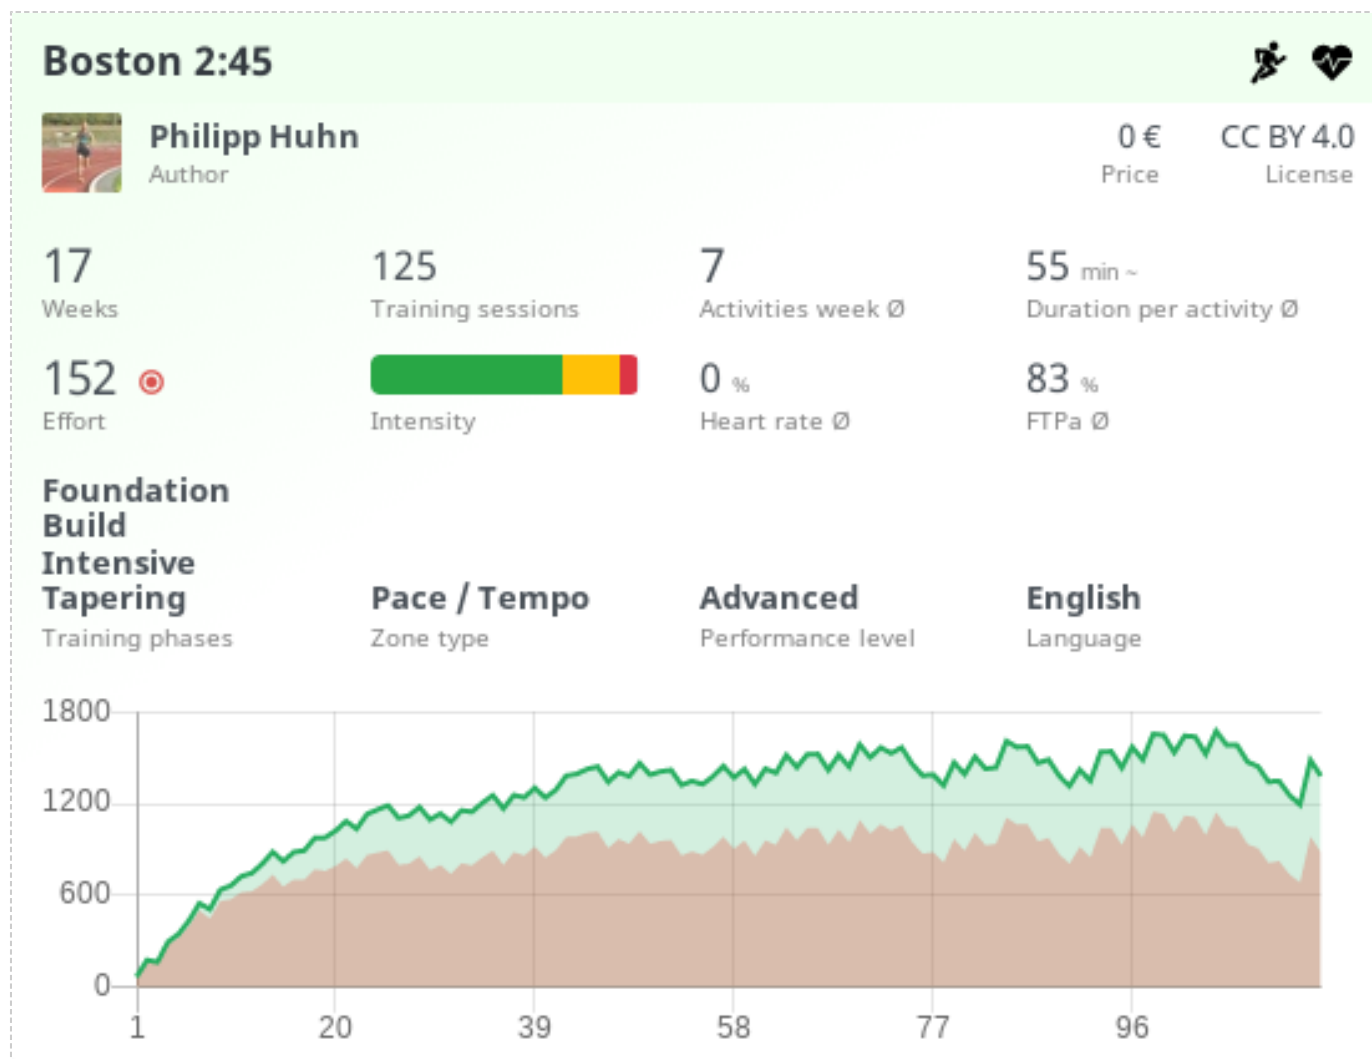 Boston 2:45
Philipp Huhn
Author
0 €
Price
CC BY 4.0
License
17
Weeks
125
Training sessions
7
Activities week Ø
55 min ~
Duration per activity Ø
152
Effort
Intensity
0 %
Heart rate Ø
83 %
FTPa Ø
Foundation
Build
Intensive
Tapering
Training phases
Pace / Tempo
Zone type
Advanced
Performance level
English
Language
1800
1200
600
0
1 20 39 58 77 96